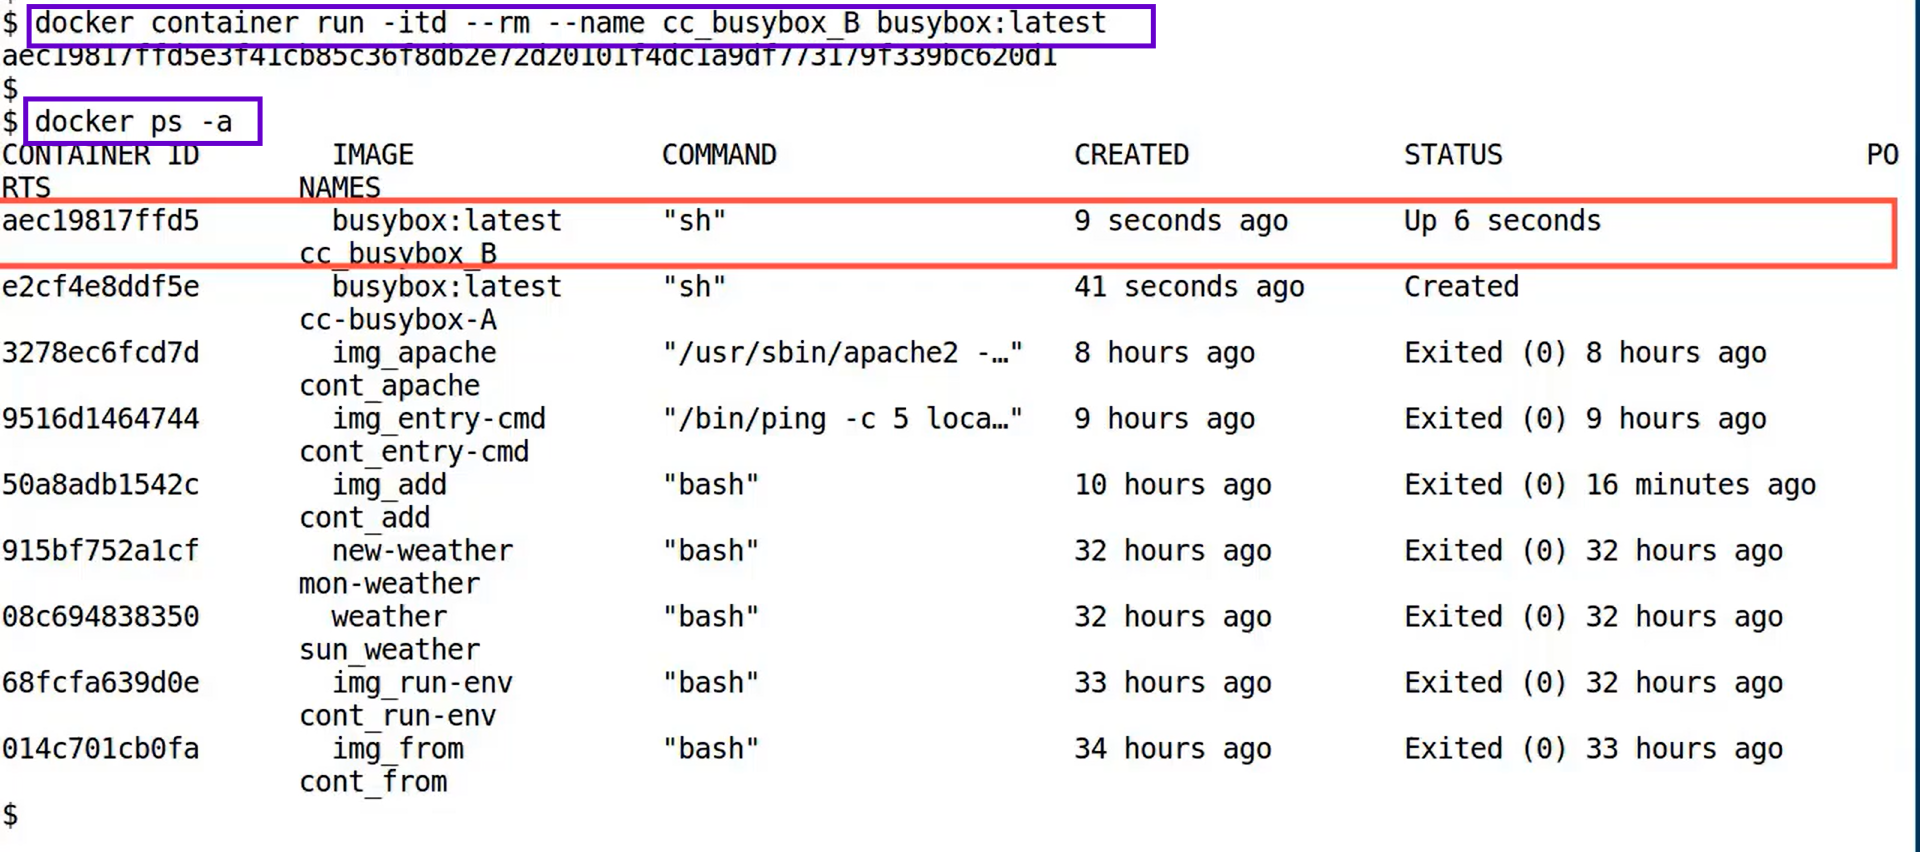 $ docker container run -itd --rm --name cc_busybox_B busybox:latest
aec19817ffd5e3f41cb85c36f8db2e72d20101f4dc1a9df773179f339bc620d1
$
$ docker ps -a
CONTAINER ID        IMAGE               COMMAND                  CREATED             STATUS                      PO
RTS               NAMES
aec19817ffd5        busybox:latest      "sh"                     9 seconds ago       Up 6 seconds
                  cc_busybox_B
e2cf4e8ddf5e        busybox:latest      "sh"                     41 seconds ago      Created
                  cc-busybox-A
3278ec6fcd7d        img_apache          "/usr/sbin/apache2 -…"   8 hours ago         Exited (0) 8 hours ago
                  cont_apache
9516d1464744        img_entry-cmd       "/bin/ping -c 5 loca…"   9 hours ago         Exited (0) 9 hours ago
                  cont_entry-cmd
50a8adb1542c        img_add             "bash"                   10 hours ago        Exited (0) 16 minutes ago
                  cont_add
915bf752a1cf        new-weather         "bash"                   32 hours ago        Exited (0) 32 hours ago
                  mon-weather
08c694838350        weather             "bash"                   32 hours ago        Exited (0) 32 hours ago
                  sun_weather
68fcfa639d0e        img_run-env         "bash"                   33 hours ago        Exited (0) 32 hours ago
                  cont_run-env
014c701cb0fa        img_from            "bash"                   34 hours ago        Exited (0) 33 hours ago
                  cont_from
$